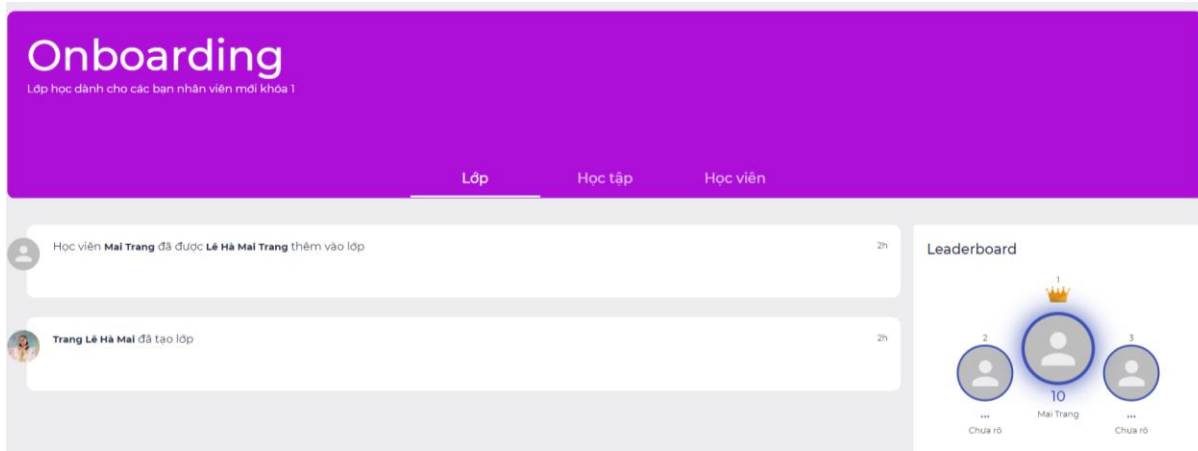 Onboarding
Lớp học dành cho các bạn nhân viên mới khóa 1
Lớp
Học tập
Học viên
Học viên Mai Trang đã được Lê Hà Mai Trang thêm vào lớp
2h
Trang Lê Hà Mai đã tạo lớp
2h
Leaderboard
1
2
3
10
Mai Trang
...
Chưa rõ
...
Chưa rõ